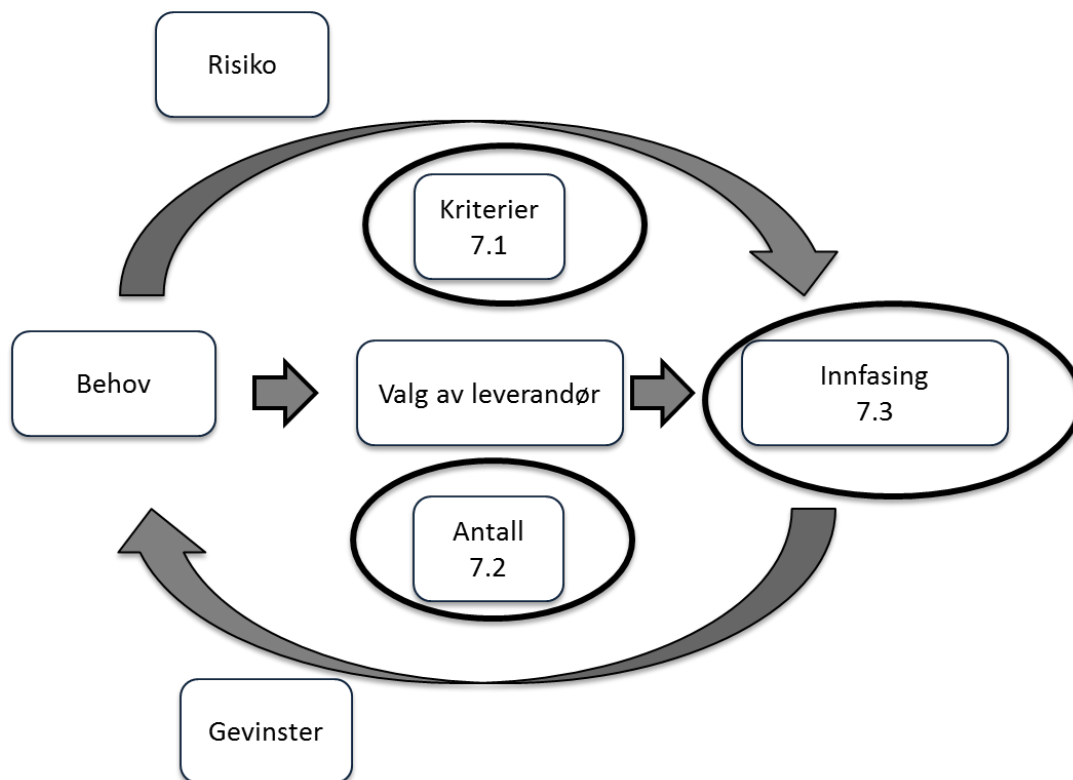 Risiko
Kriterier
7.1
Behov
Valg av leverandør
Innfasing
7.3
Antall
7.2
Gevinster